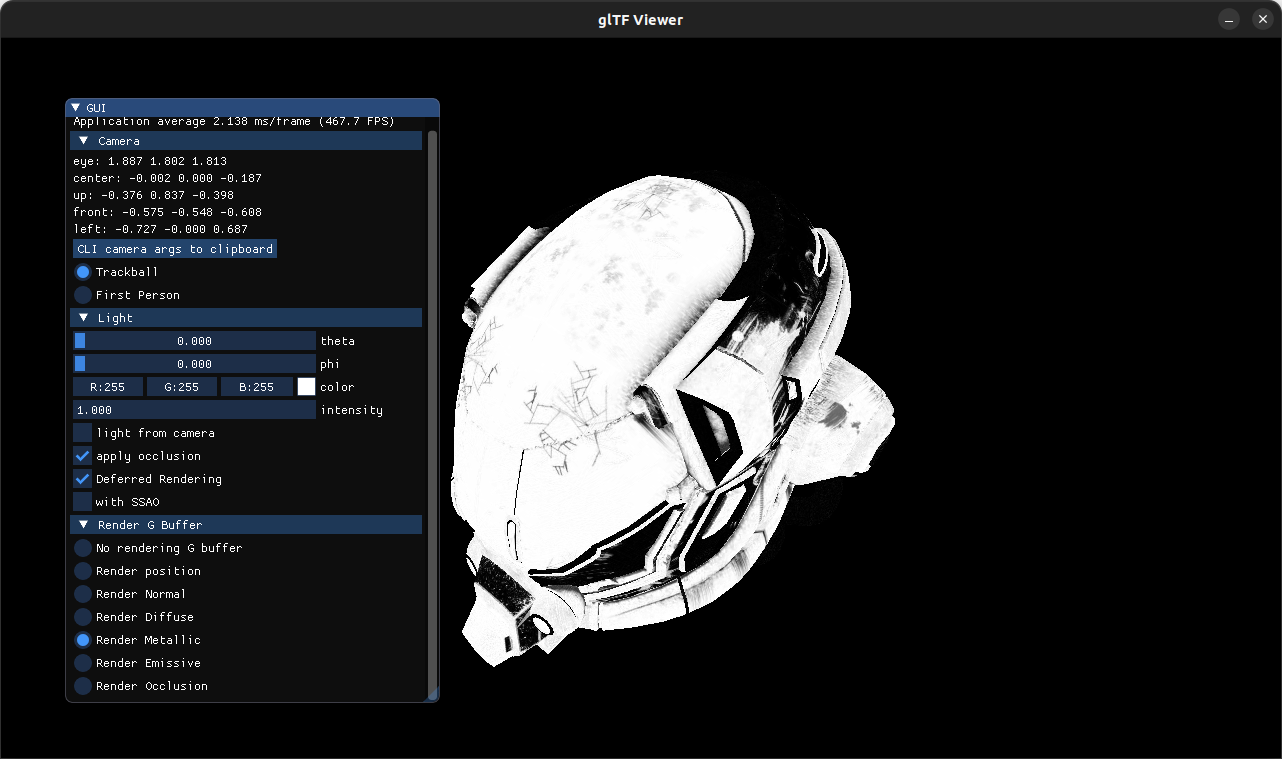 glTF Viewer
GUI
Application average 2.138 ms/frame (467.7 FPS)
Camera
eye: 1.887 1.802 1.813
center: -0.002 0.000 -0.187
up: -0.376 0.837 -0.398
front: -0.575 -0.548 -0.608
left: -0.727 -0.000 0.687
CLI camera args to clipboard
Trackball
First Person
Light
0.000 theta
0.000 phi
R:255 G:255 B:255 color
1.000 intensity
light from camera
apply occlusion
Deferred Rendering
with SSAO
Render G Buffer
No rendering G buffer
Render position
Render Normal
Render Diffuse
Render Metallic
Render Emissive
Render Occlusion